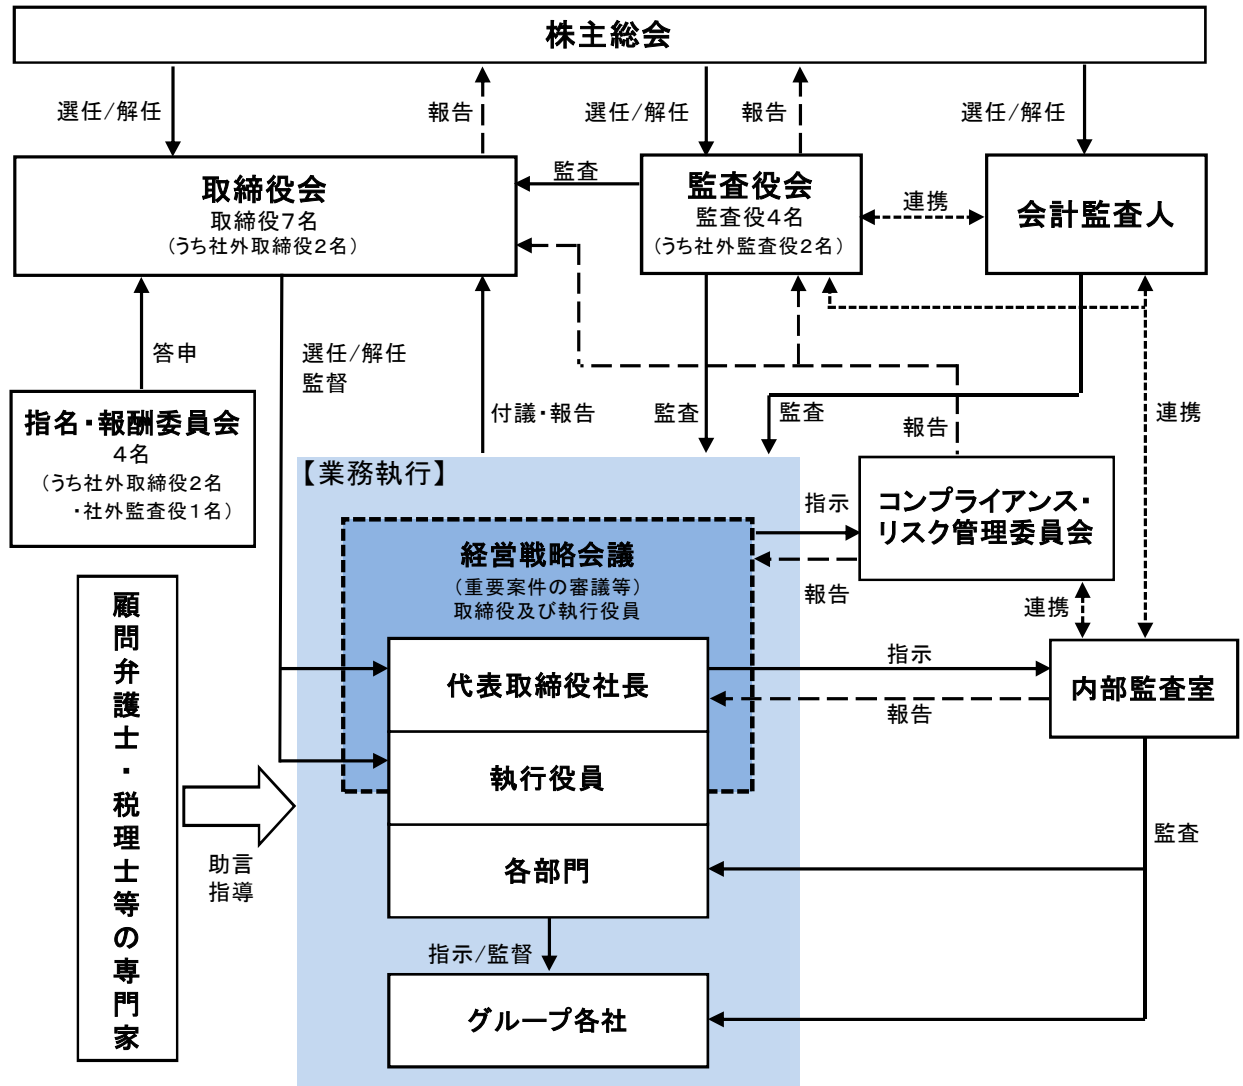 株主総会
選任/解任
報告
選任/解任
報告
選任/解任
取締役会
取締役7名
(うち社外取締役2名)
監査
監査役会
監査役4名
(うち社外監査役2名)
連携
会計監査人
答申
選任/解任
監督
付議・報告
監査
監査
報告
連携
指名・報酬委員会
4名
(うち社外取締役2名
・社外監査役1名)
【業務執行】
指示
コンプライアンス・
リスク管理委員会
経営戦略会議
(重要案件の審議等)
取締役及び執行役員
報告
連携
代表取締役社長
指示
報告
内部監査室
執行役員
顧問弁護士・税理士等の専門家
助言
指導
各部門
監査
指示/監督
グループ各社